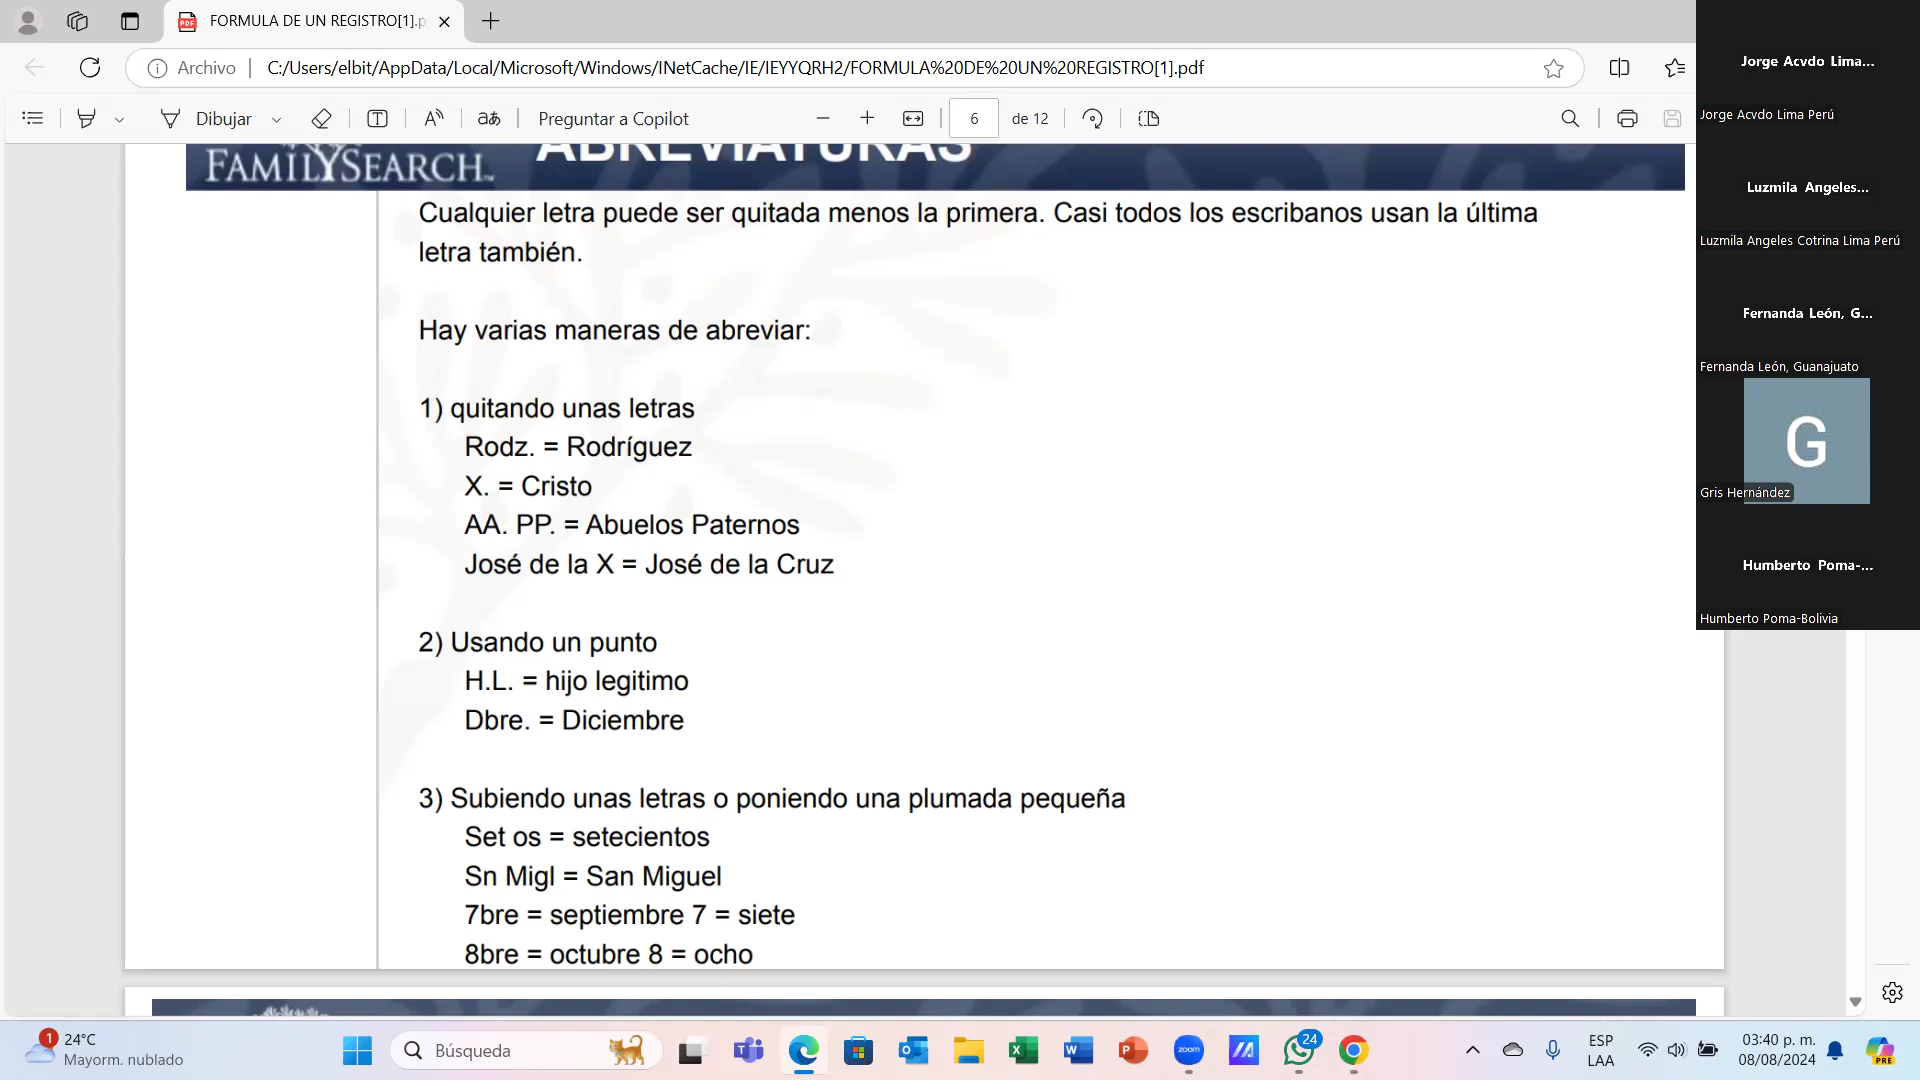 FORMULA DE UN REGISTRO[1].p
Archivo
C:/Users/elbit/AppData/Local/Microsoft/Windows/INetCache/IE/IEYYQRH2/FORMULA%20DE%20UN%20REGISTRO[1].pdf
Dibujar
Preguntar a Copilot
6 de 12
FAMILYSEARCH™
ABREVIATURAS
Cualquier letra puede ser quitada menos la primera. Casi todos los escribanos usan la última
letra también.
Hay varias maneras de abreviar:
1) quitando unas letras
Rodz. = Rodríguez
X. = Cristo
AA. PP. = Abuelos Paternos
José de la X = José de la Cruz
2) Usando un punto
H.L. = hijo legitimo
Dbre. = Diciembre
3) Subiendo unas letras o poniendo una plumada pequeña
Set os = setecientos
Sn Migl = San Miguel
7bre = septiembre 7 = siete
8bre = octubre 8 = ocho
Jorge Acvdo Lima...
Jorge Acvdo Lima Perú
Luzmila Angeles...
Luzmila Angeles Cotrina Lima Perú
Fernanda León, G...
Fernanda León, Guanajuato
G
Gris Hernández
Humberto Poma-...
Humberto Poma-Bolivia
1
24°C
Mayorm. nublado
Búsqueda
zoom
24
ESP
LAA
03:40 p. m.
08/08/2024
PRE